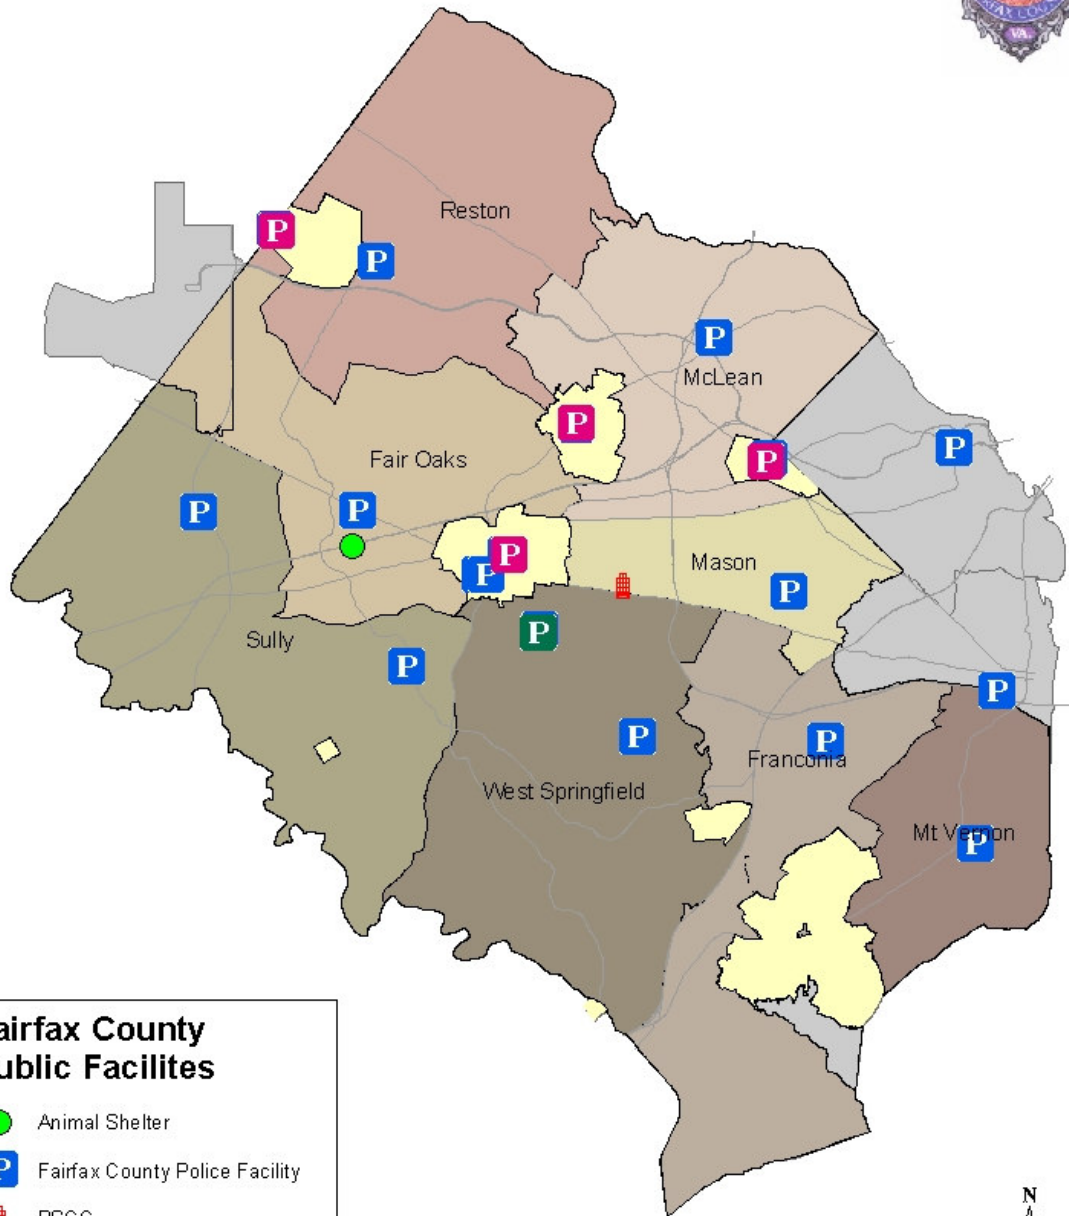 VA.
Reston
P
P
P
McLean
P
P
P
Fair Oaks
P
P
P
P
P
Mason
P
P
Sully
P
P
P
P
P
Franconia
West Springfield
Mt Vernon
P
airfax County
ublic Facilites
Animal Shelter
P Fairfax County Police Facility
N